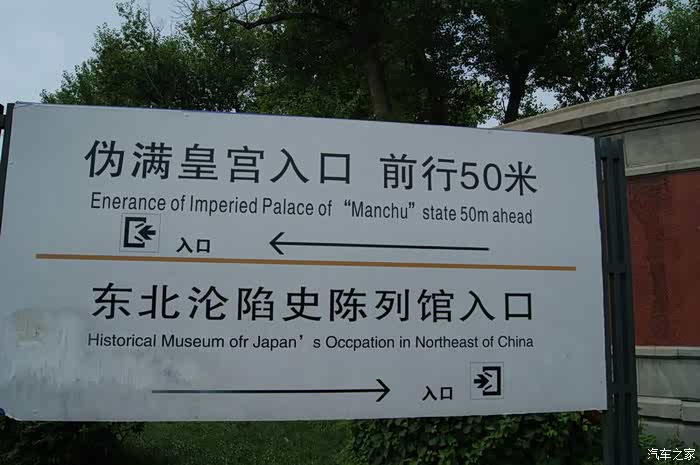 伪满皇宫入口 前行50米
Enerance of Imperied Palace of “Manchu” state 50m ahead
入口
东北沦陷史陈列馆入口
Historical Museum ofr Japan’s Occpation in Northeast of China
入口
汽车之家